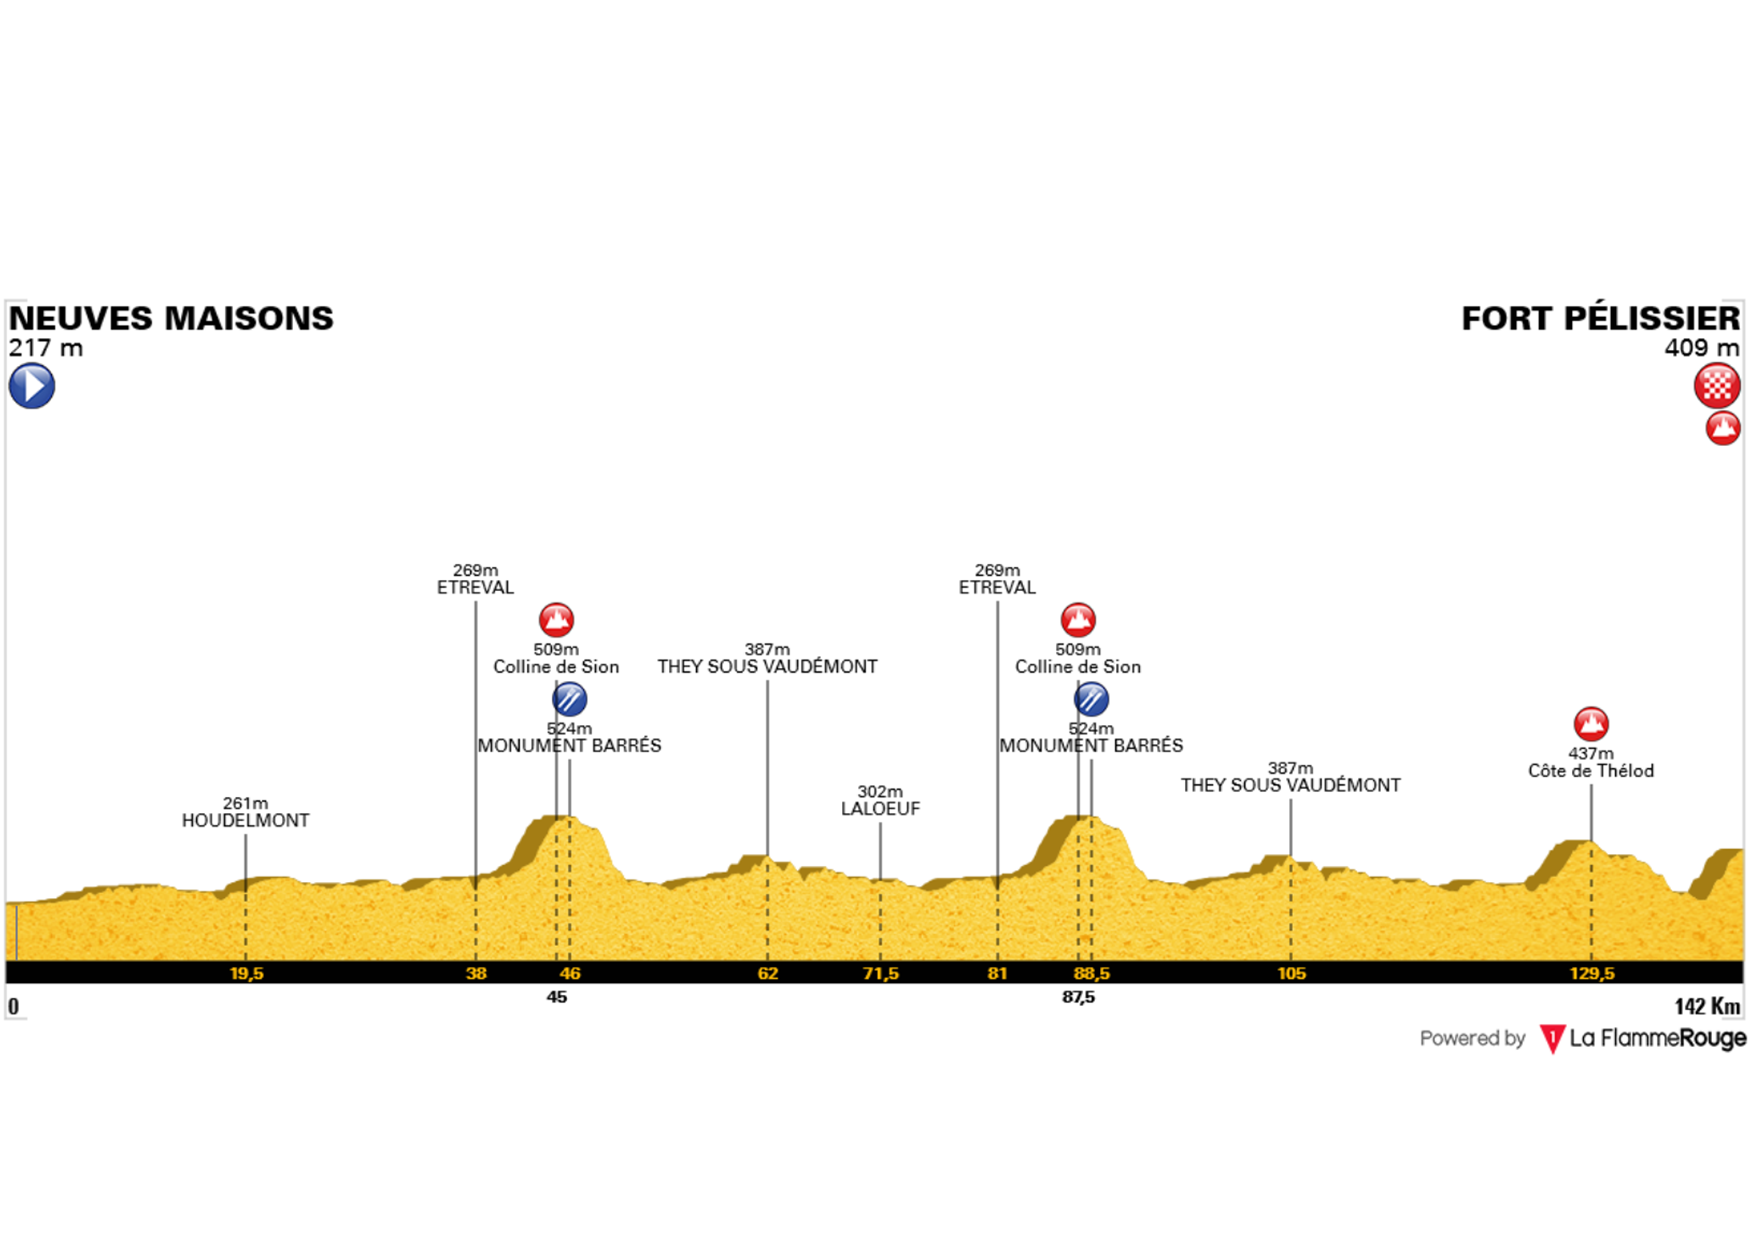 NEUVES MAISONS
217 m
FORT PÉLISSIER
409 m
269m
ETREVAL
509m
Colline de Sion
524m
MONUMENT BARRÉS
387m
THEY SOUS VAUDÉMONT
269m
ETREVAL
509m
Colline de Sion
524m
MONUMENT BARRÉS
437m
Côte de Thélod
387m
THEY SOUS VAUDÉMONT
302m
LALOEUF
261m
HOUDELMONT
19,5 38 46 62 71,5 81 88,5 105 129,5
45 87,5
0 142 Km
Powered by 1 La FlammeRouge